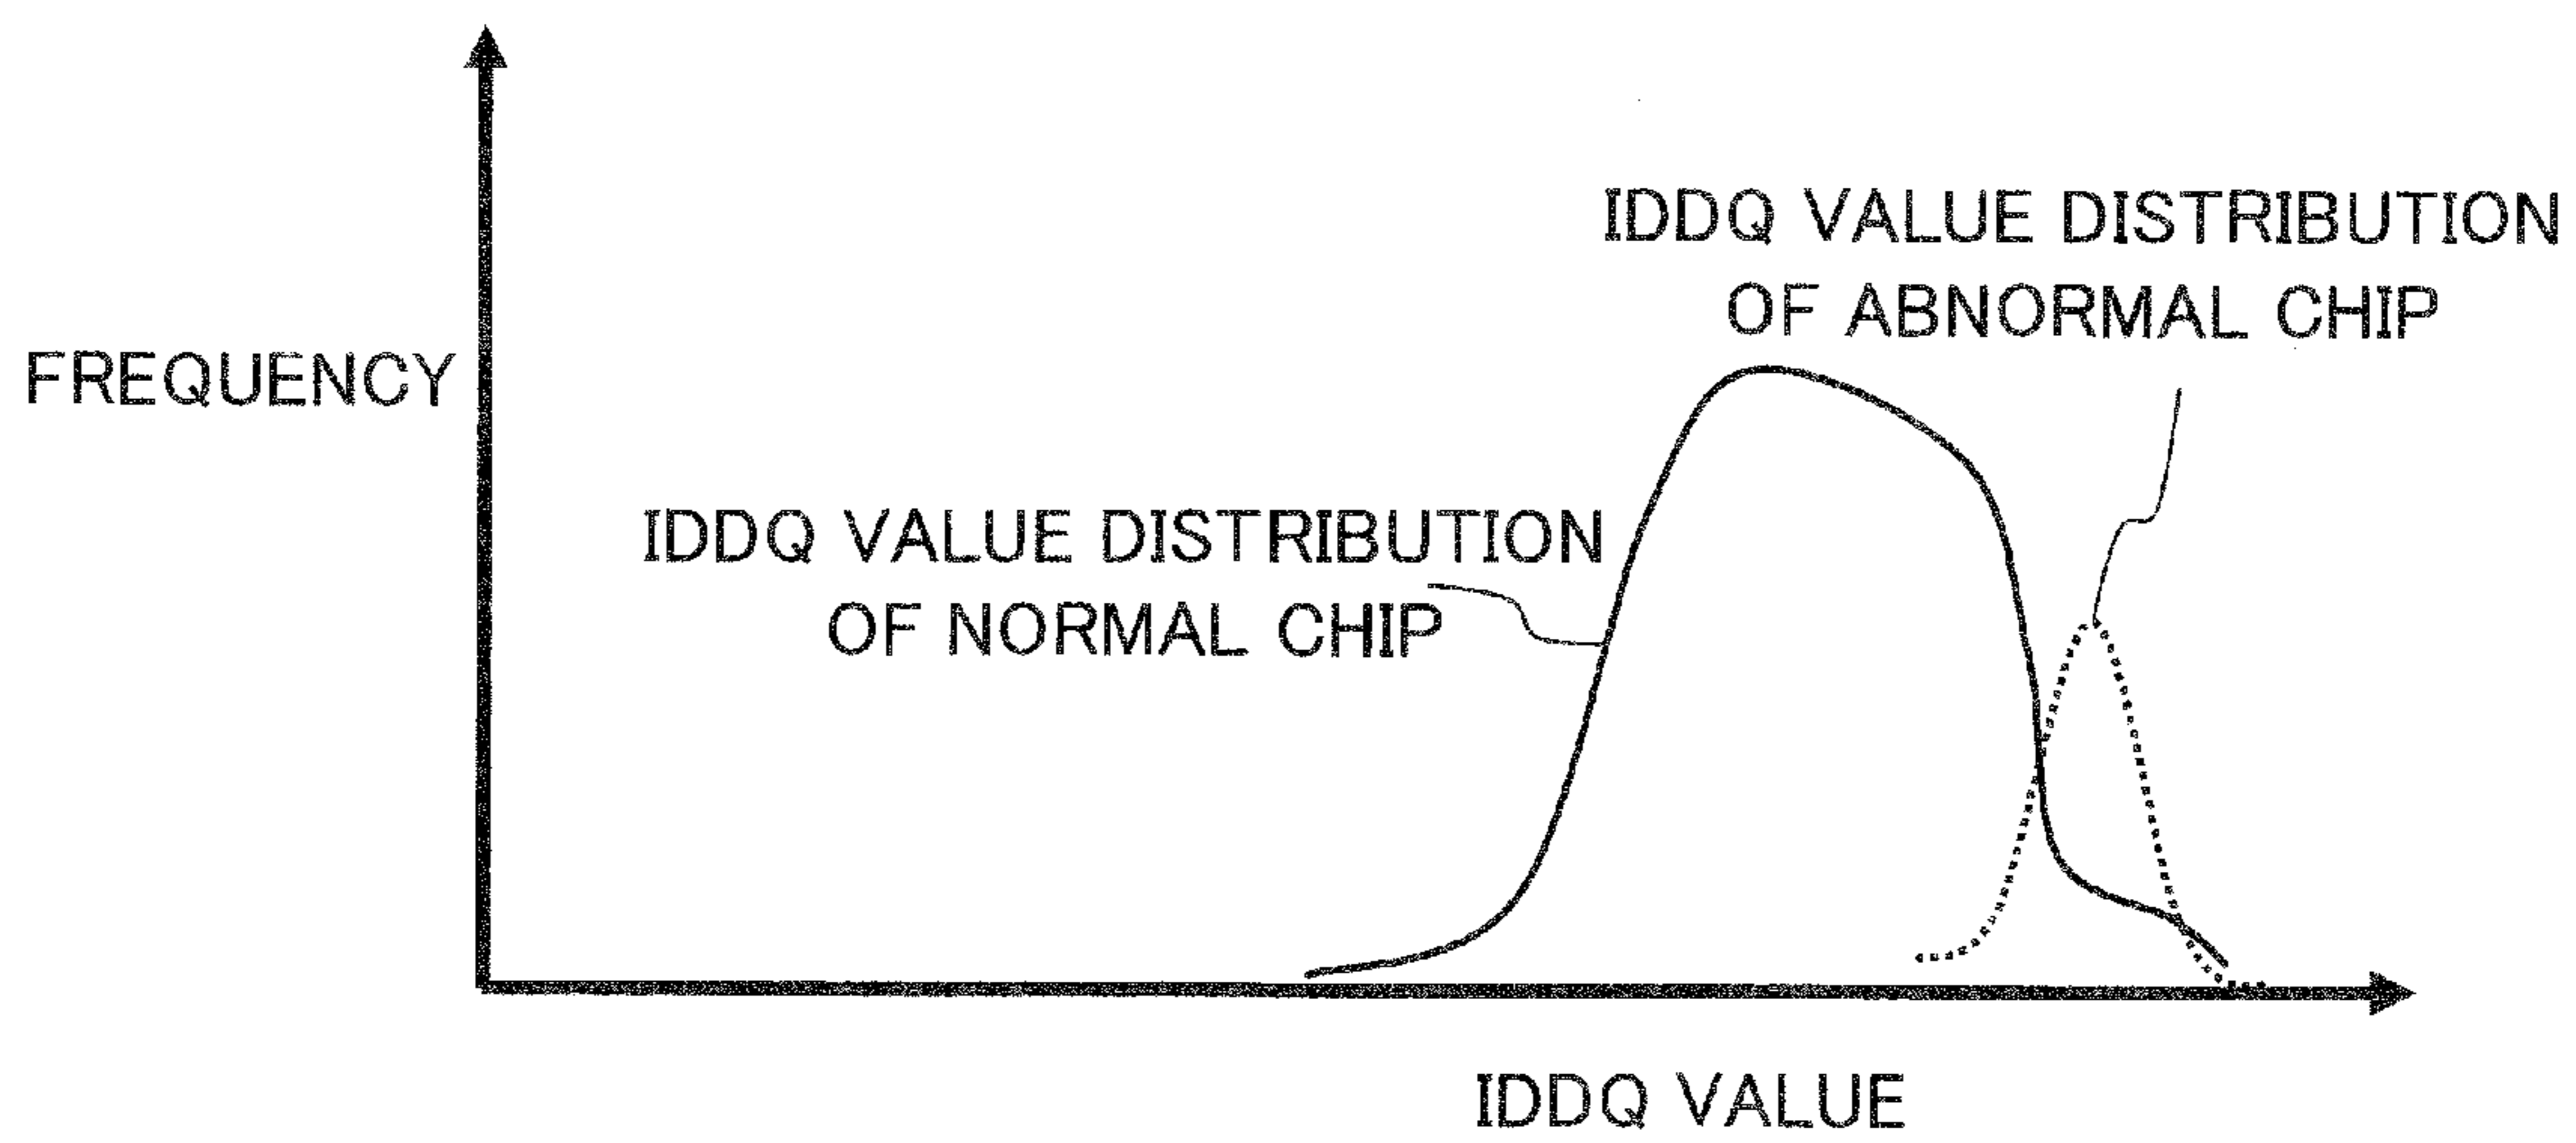 IDDQ VALUE DISTRIBUTION
OF ABNORMAL CHIP
FREQUENCY
IDDQ VALUE DISTRIBUTION
OF NORMAL CHIP
IDDQ VALUE